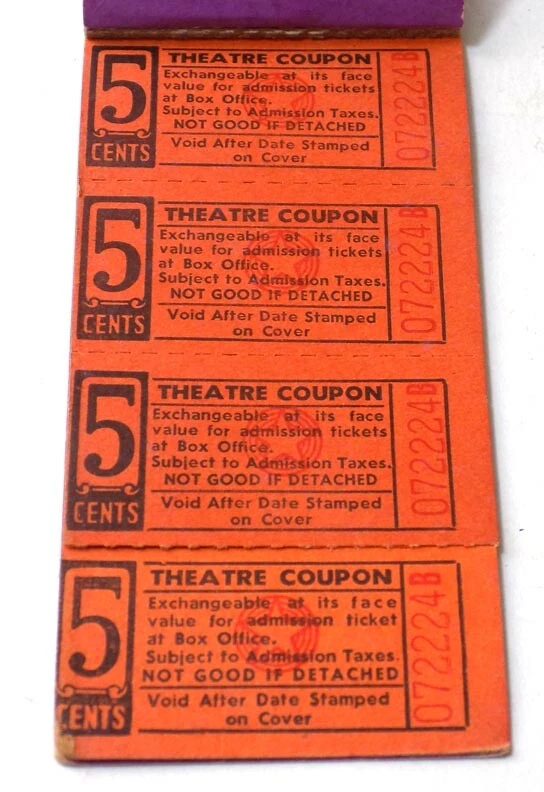 5
CENTS
THEATRE COUPON
Exchangeable at its face
value for admission tickets
at Box Office.
Subject to Admission Taxes.
NOT GOOD IF DETACHED
Void After Date Stamped
on Cover
072224B
5
CENTS
THEATRE COUPON
Exchangeable at its face
value for admission tickets
at Box Office.
Subject to Admission Taxes.
NOT GOOD IF DETACHED
Void After Date Stamped
on Cover
072224B
5
CENTS
THEATRE COUPON
Exchangeable at its face
value for admission tickets
at Box Office.
Subject to Admission Taxes.
NOT GOOD IF DETACHED
Void After Date Stamped
on Cover
072224B
5
CENTS
THEATRE COUPON
Exchangeable at its face
value for admission ticket
at Box Office.
Subject to Admission Taxes.
NOT GOOD IF DETACHED
Void After Date Stamped
on Cover
072224B